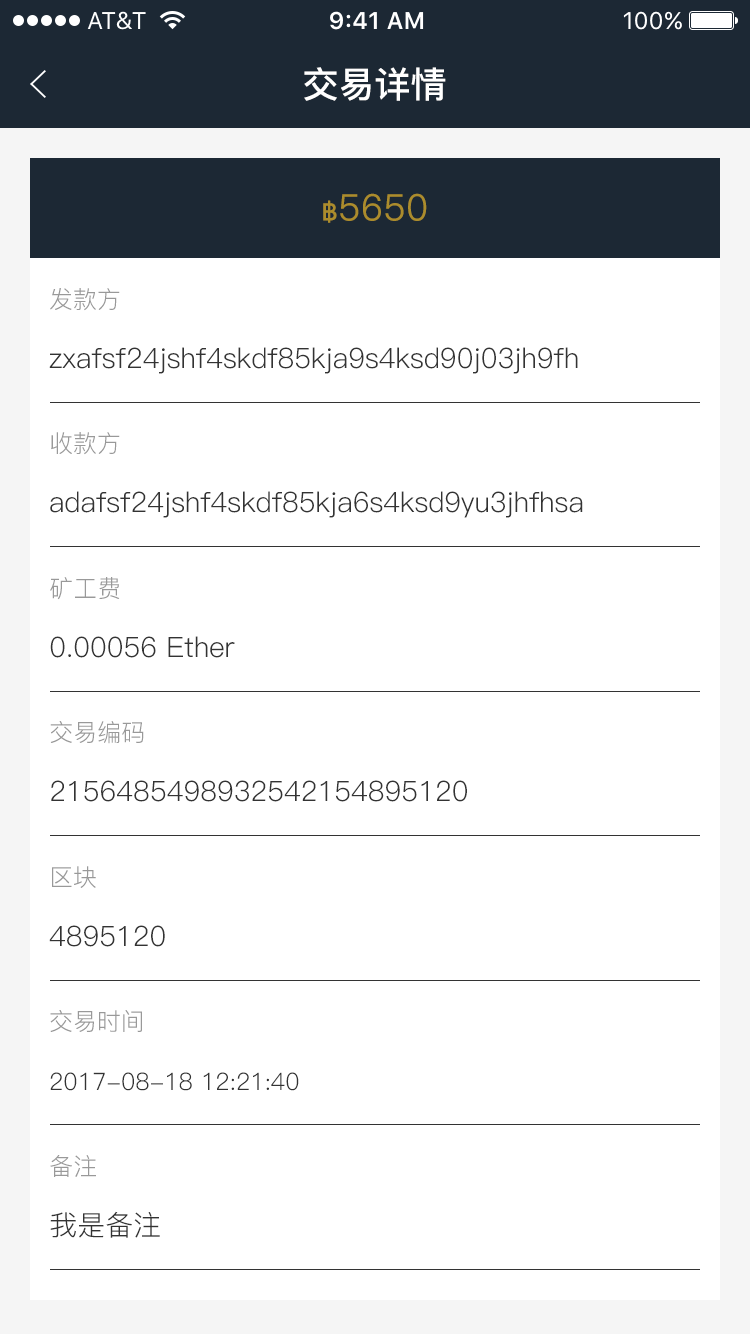 AT&T 9:41 AM 100%
交易详情
฿5650
发款方
zxafsf24jshf4skdf85kja9s4ksd90j03jh9fh
收款方
adafsf24jshf4skdf85kja6s4ksd9yu3jhfhsa
矿工费
0.00056 Ether
交易编码
2156485498932542154895120
区块
4895120
交易时间
2017-08-18 12:21:40
备注
我是备注